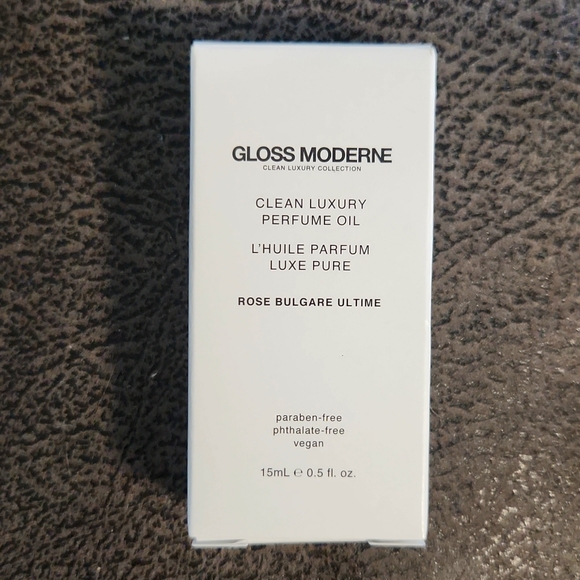 GLOSS MODERNE
CLEAN LUXURY COLLECTION
CLEAN LUXURY
PERFUME OIL
L'HUILE PARFUM
LUXE PURE
ROSE BULGARE ULTIME
paraben-free
phthalate-free
vegan
15mL ℮ 0.5 fl. oz.